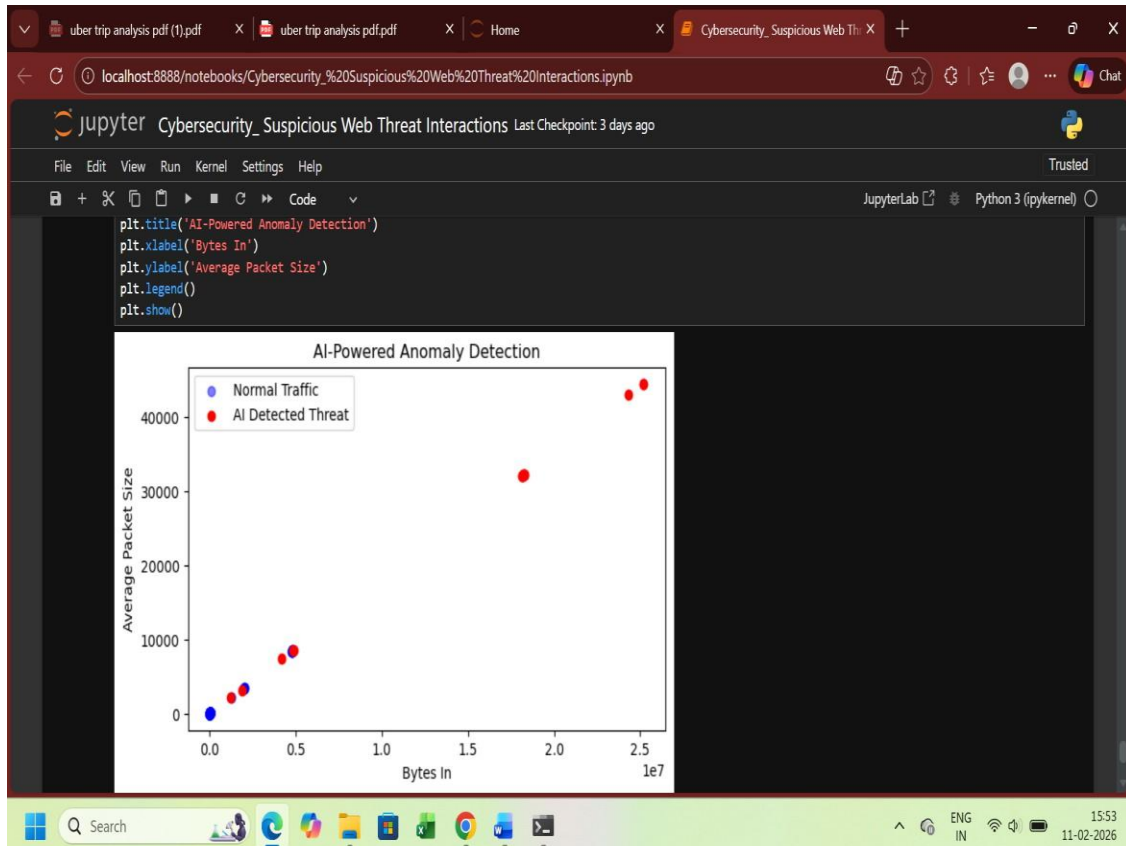 uber trip analysis pdf (1).pdf
uber trip analysis pdf.pdf
Home
Cybersecurity_ Suspicious Web Thr
localhost:8888/notebooks/Cybersecurity_%20Suspicious%20Web%20Threat%20Interactions.ipynb
Chat
jupyter Cybersecurity_ Suspicious Web Threat Interactions Last Checkpoint: 3 days ago
File Edit View Run Kernel Settings Help
Trusted
Code
JupyterLab
Python 3 (ipykernel)
plt.title('AI-Powered Anomaly Detection')
plt.xlabel('Bytes In')
plt.ylabel('Average Packet Size')
plt.legend()
plt.show()
AI-Powered Anomaly Detection
Normal Traffic
AI Detected Threat
40000
30000
20000
10000
0
Average Packet Size
0.0 0.5 1.0 1.5 2.0 2.5
1e7
Bytes In
Search
ENG
IN
15:53
11-02-2026